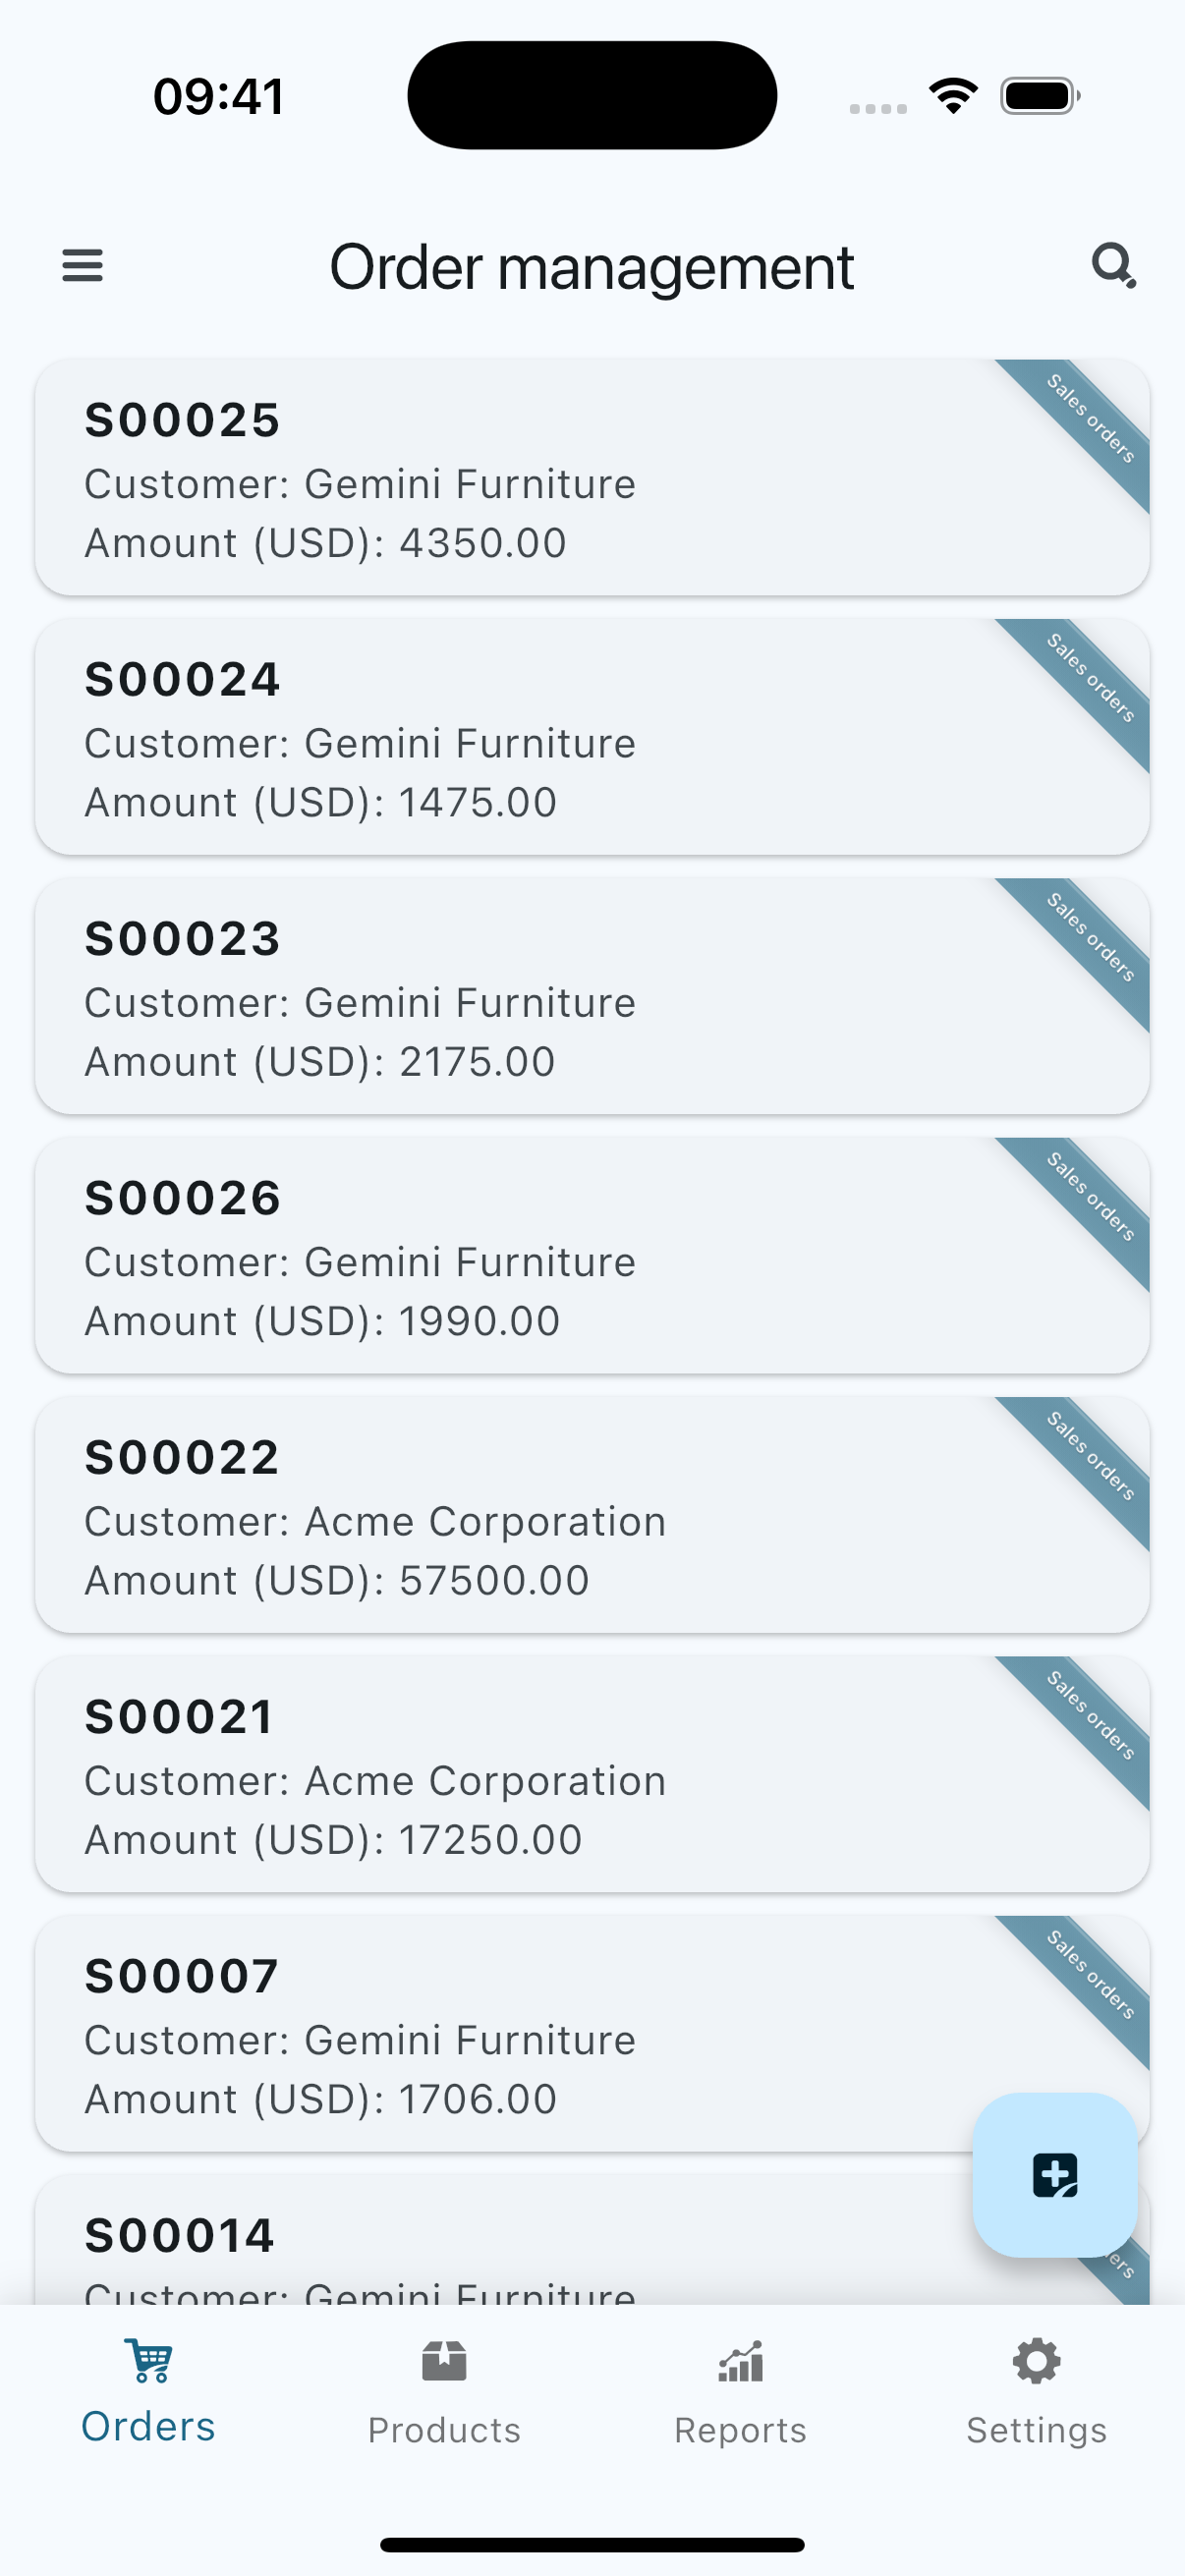 09:41
Order management
S00025
Sales orders
Customer: Gemini Furniture
Amount (USD): 4350.00
S00024
Sales orders
Customer: Gemini Furniture
Amount (USD): 1475.00
S00023
Sales orders
Customer: Gemini Furniture
Amount (USD): 2175.00
S00026
Sales orders
Customer: Gemini Furniture
Amount (USD): 1990.00
S00022
Sales orders
Customer: Acme Corporation
Amount (USD): 57500.00
S00021
Sales orders
Customer: Acme Corporation
Amount (USD): 17250.00
S00007
Sales orders
Customer: Gemini Furniture
Amount (USD): 1706.00
S00014
Customer: Gemini Furniture
Orders
Products
Reports
Settings